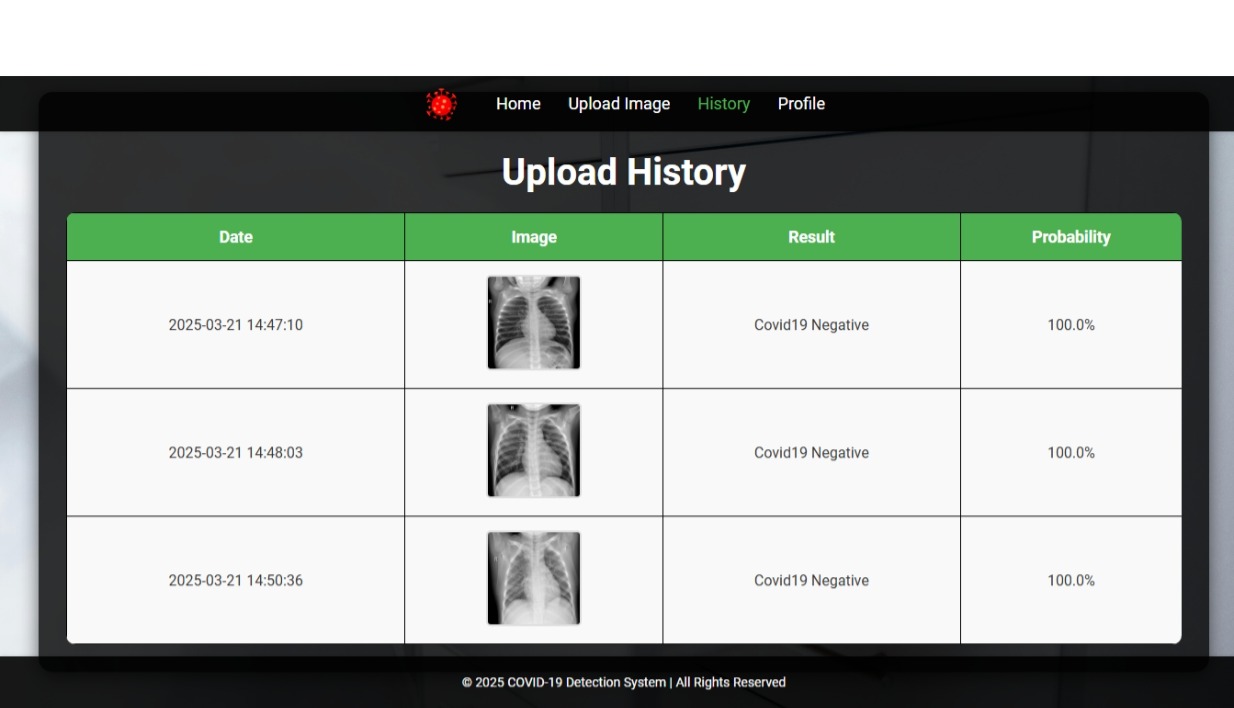 Home Upload Image History Profile
Upload History
Date Image Result Probability
2025-03-21 14:47:10 Covid19 Negative 100.0%
2025-03-21 14:48:03 Covid19 Negative 100.0%
2025-03-21 14:50:36 Covid19 Negative 100.0%
© 2025 COVID-19 Detection System | All Rights Reserved